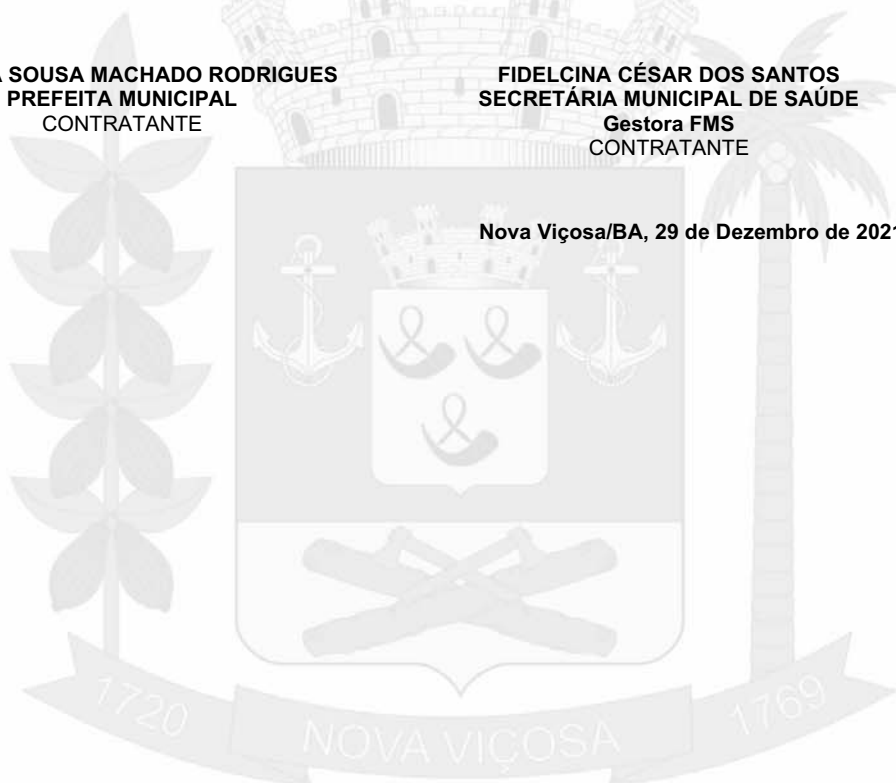 SOUSA MACHADO RODRIGUES
PREFEITA MUNICIPAL
CONTRATANTE
FIDELCINA CÉSAR DOS SANTOS
SECRETÁRIA MUNICIPAL DE SAÚDE
Gestora FMS
CONTRATANTE
Nova Viçosa/BA, 29 de Dezembro de 2021
1720 NOVA VIÇOSA 1769